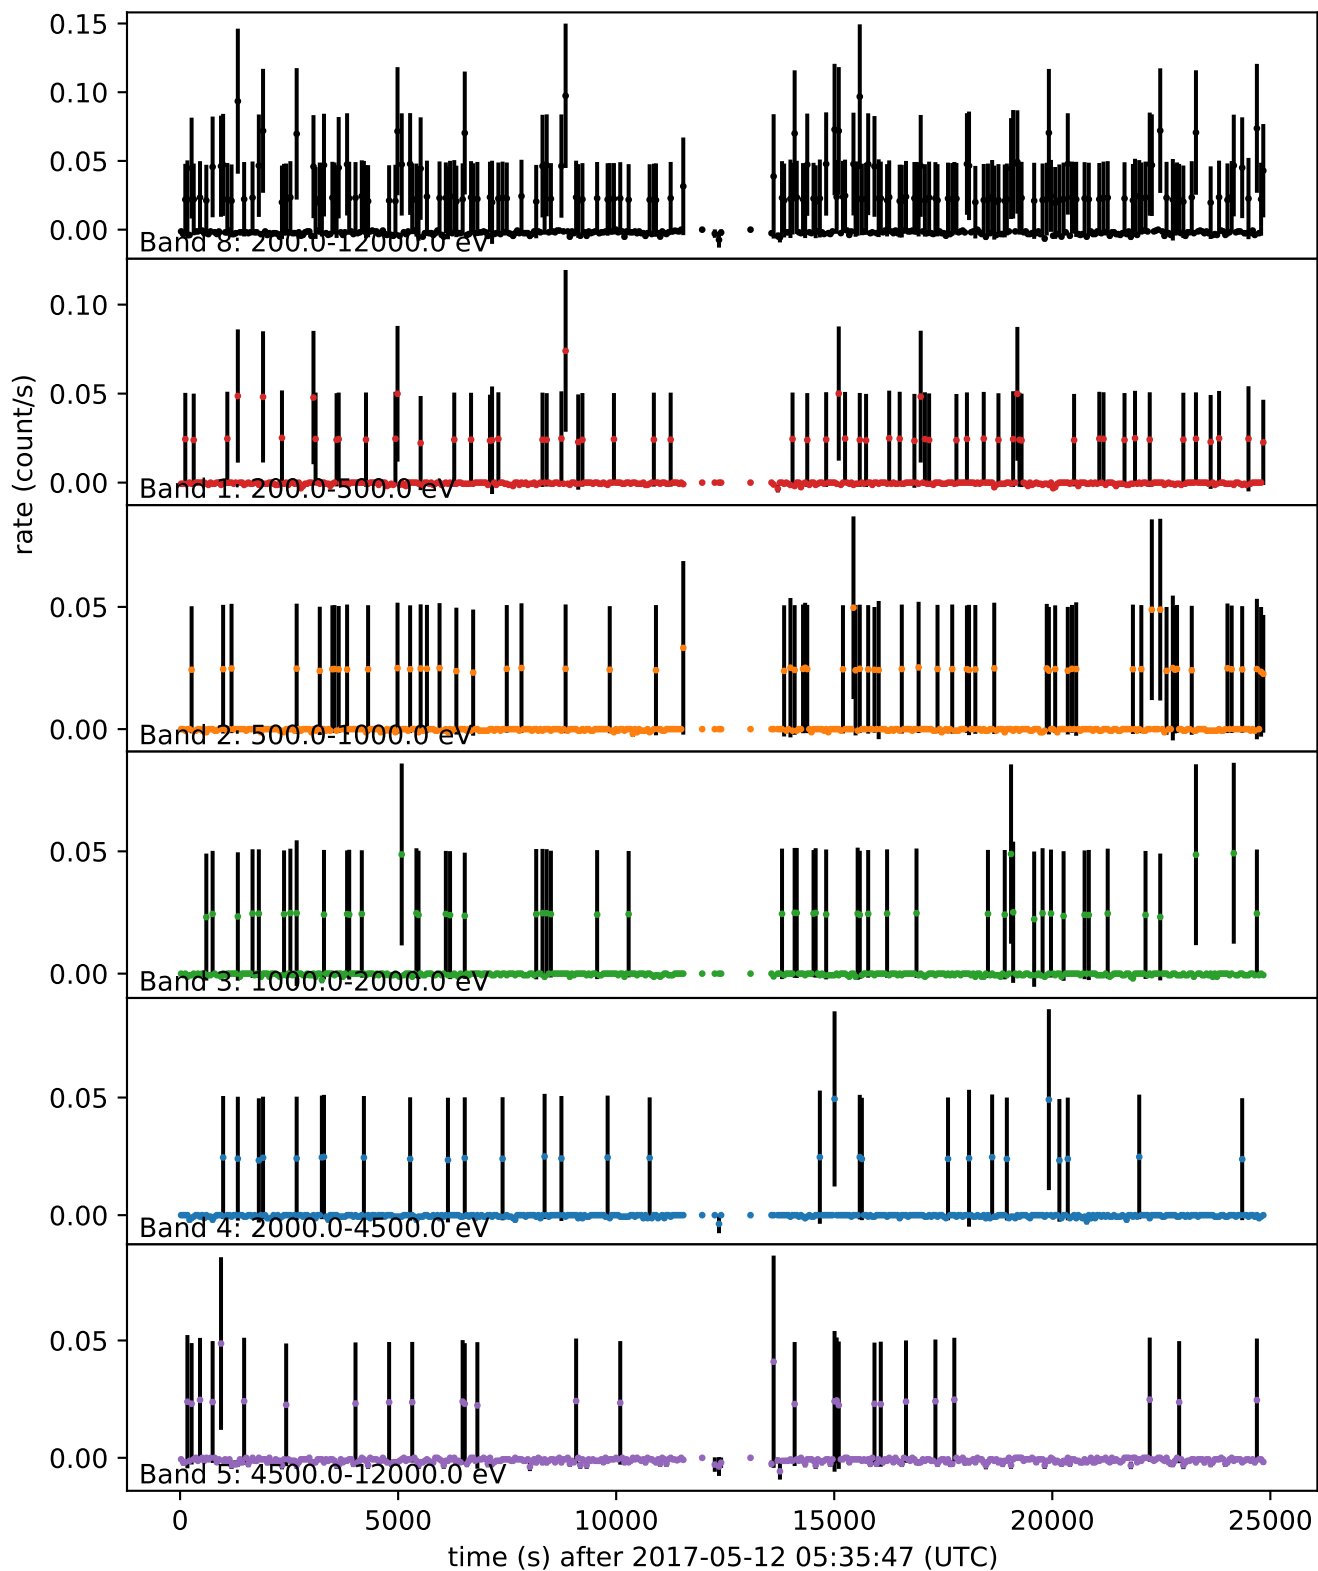 0.15
0.10
0.05
0.00
Band 8: 200.0-12000.0 eV
0.10
0.05
0.00
Band 1: 200.0-500.0 eV
rate (count/s)
0.05
0.00
Band 2: 500.0-1000.0 eV
0.05
0.00
Band 3: 1000.0-2000.0 eV
0.05
0.00
Band 4: 2000.0-4500.0 eV
0.05
0.00
Band 5: 4500.0-12000.0 eV
0 5000 10000 15000 20000 25000
time (s) after 2017-05-12 05:35:47 (UTC)